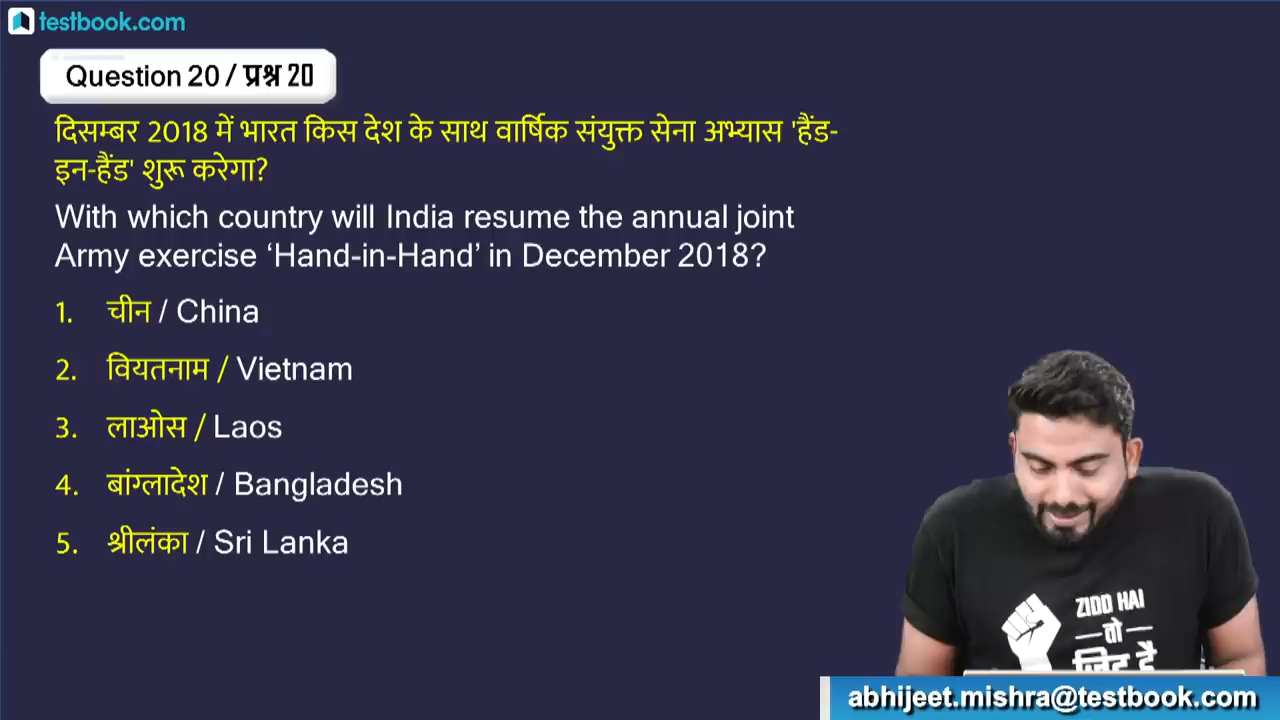 testbook.com
Question 20 / प्रश्न 20
दिसम्बर 2018 में भारत किस देश के साथ वार्षिक संयुक्त सेना अभ्यास 'हैंड-
इन-हैंड' शुरू करेगा?
With which country will India resume the annual joint
Army exercise ‘Hand-in-Hand’ in December 2018?
1. चीन / China
2. वियतनाम / Vietnam
3. लाओस / Laos
4. बांग्लादेश / Bangladesh
5. श्रीलंका / Sri Lanka
ZIDD HAI
तो
ज़िद है
abhijeet.mishra@testbook.com